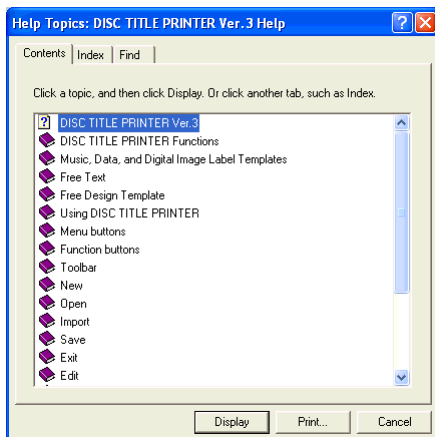 Help Topics: DISC TITLE PRINTER Ver.3 Help
Contents Index Find
Click a topic, and then click Display. Or click another tab, such as Index.
DISC TITLE PRINTER Ver.3
DISC TITLE PRINTER Functions
Music, Data, and Digital Image Label Templates
Free Text
Free Design Template
Using DISC TITLE PRINTER
Menu buttons
Function buttons
Toolbar
New
Open
Import
Save
Exit
Edit
Display Print... Cancel